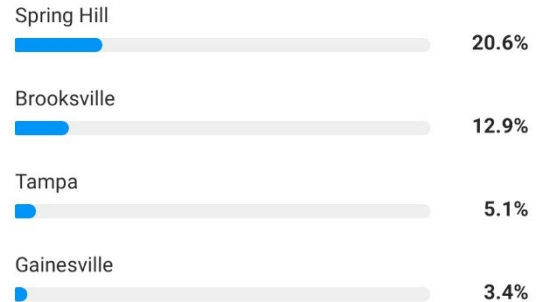 Spring Hill
20.6%
Brooksville
12.9%
Tampa
5.1%
Gainesville
3.4%